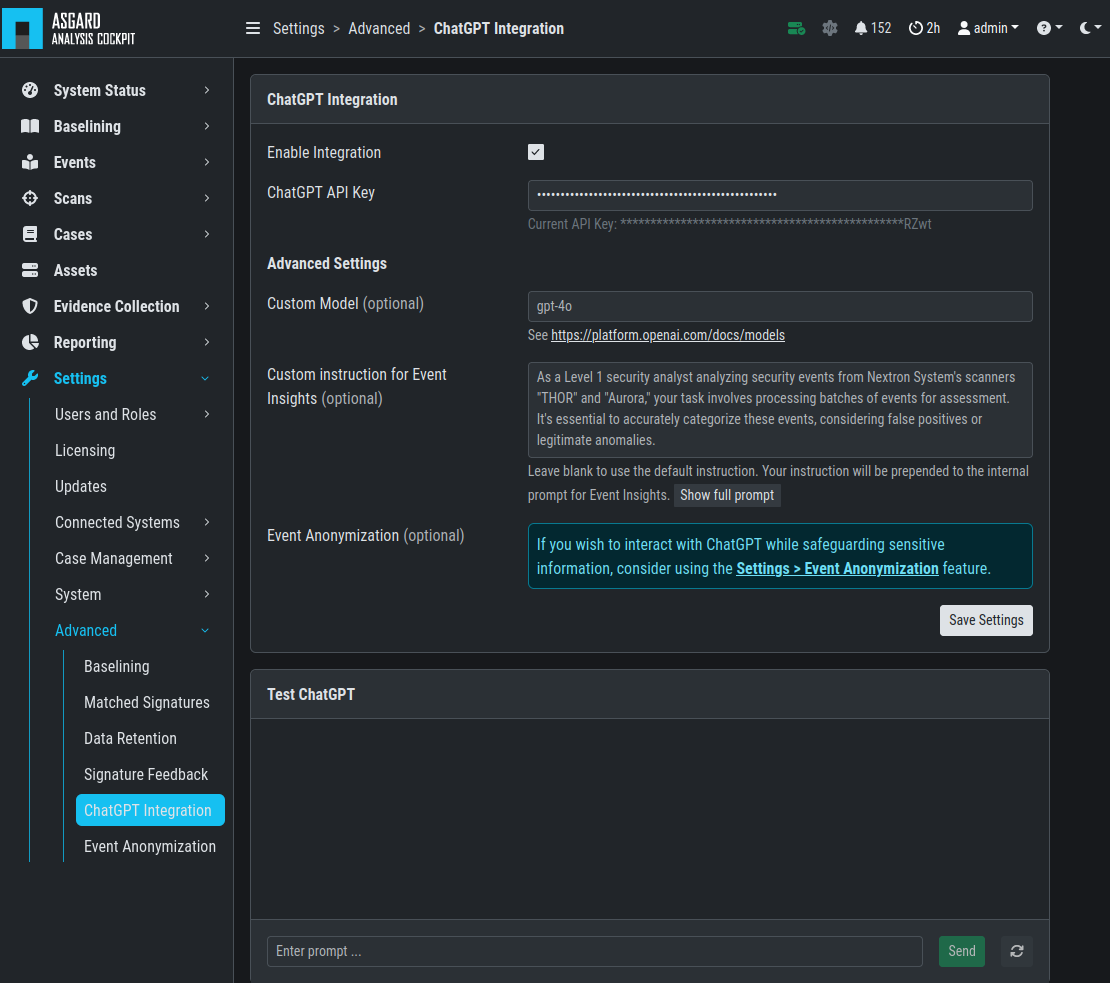 ASGARD
ANALYSIS COCKPIT
Settings > Advanced > ChatGPT Integration
152
2h
admin
System Status
Baselining
Events
Scans
Cases
Assets
Evidence Collection
Reporting
Settings
Users and Roles
Licensing
Updates
Connected Systems
Case Management
System
Advanced
Baselining
Matched Signatures
Data Retention
Signature Feedback
ChatGPT Integration
Event Anonymization
ChatGPT Integration
Enable Integration
ChatGPT API Key
••••••••••••••••••••••••••••••••••••••••••••••••••
Current API Key: ***********************************************RZwt
Advanced Settings
Custom Model (optional)
gpt-4o
See https://platform.openai.com/docs/models
Custom instruction for Event
Insights (optional)
As a Level 1 security analyst analyzing security events from Nextron System's scanners
"THOR" and "Aurora," your task involves processing batches of events for assessment.
It's essential to accurately categorize these events, considering false positives or
legitimate anomalies.
Leave blank to use the default instruction. Your instruction will be prepended to the internal
prompt for Event Insights. Show full prompt
Event Anonymization (optional)
If you wish to interact with ChatGPT while safeguarding sensitive
information, consider using the Settings > Event Anonymization feature.
Save Settings
Test ChatGPT
Enter prompt ...
Send